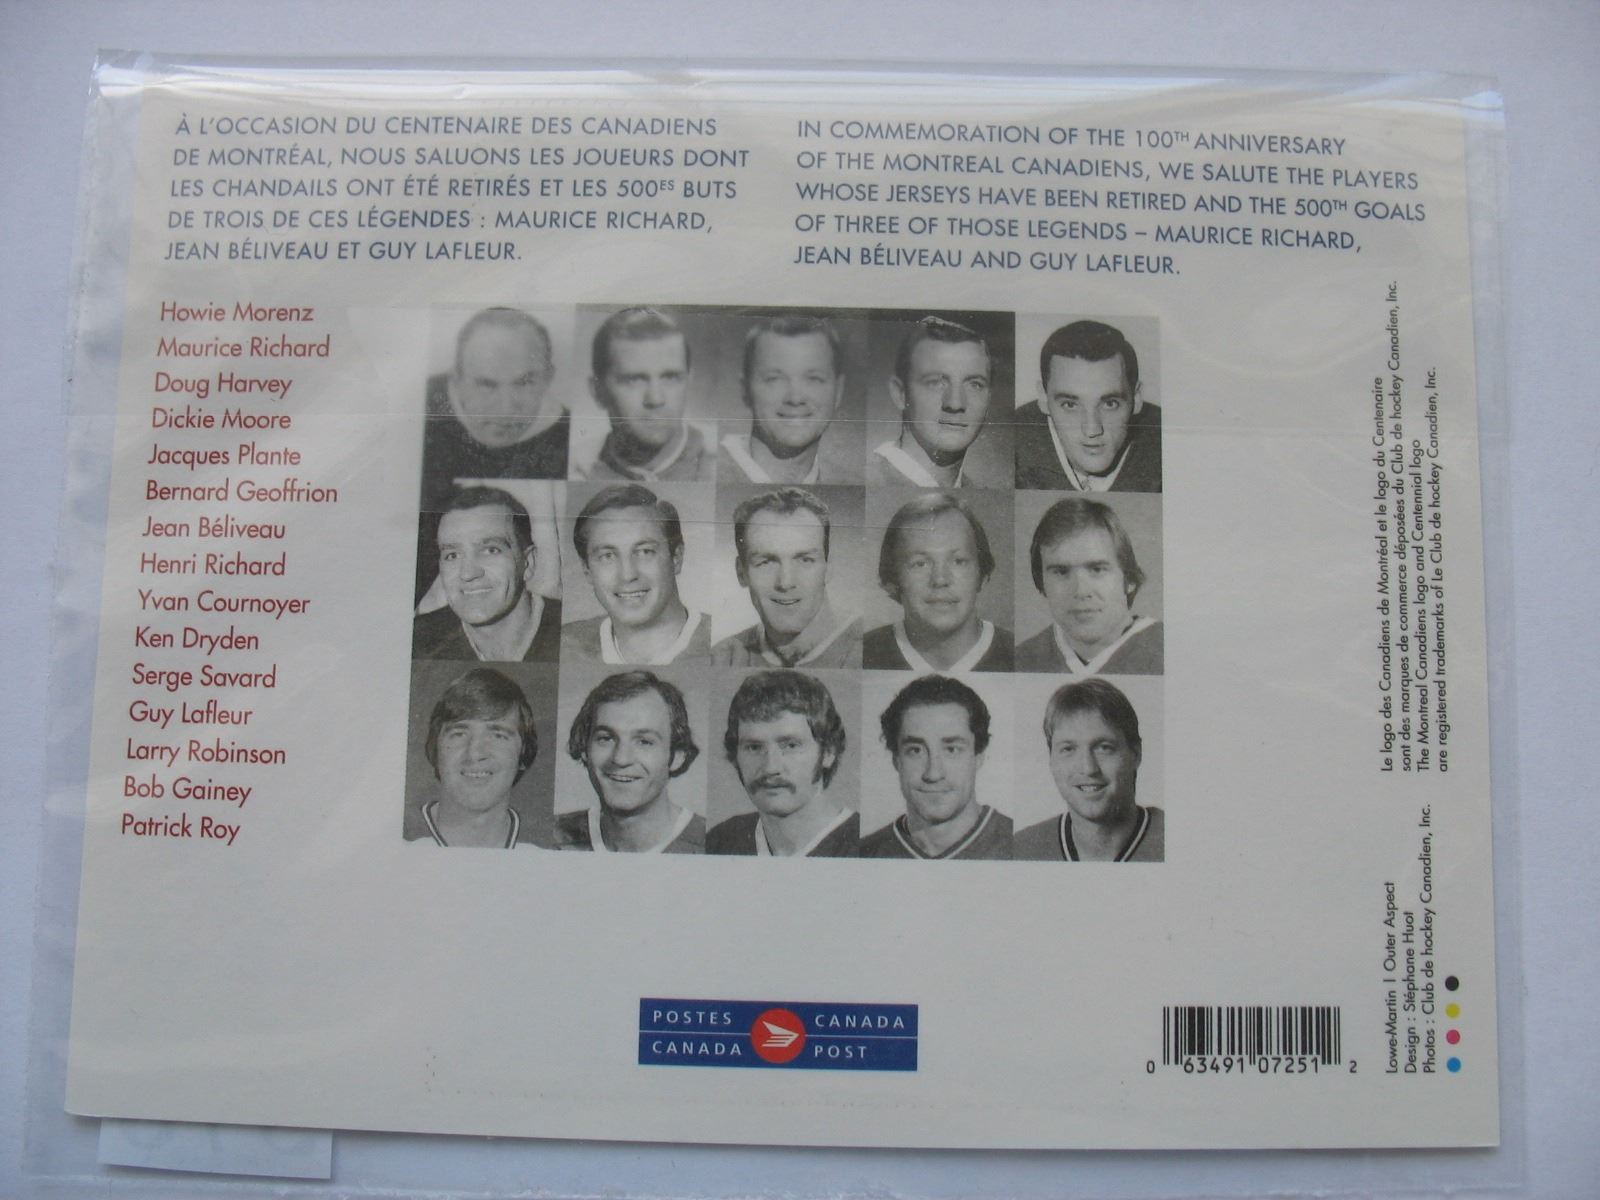 À L'OCCASION DU CENTENAIRE DES CANADIENS
DE MONTRÉAL, NOUS SALUONS LES JOUEURS DONT
LES CHANDAILS ONT ÉTÉ RETIRÉS ET LES 500ES BUTS
DE TROIS DE CES LÉGENDES : MAURICE RICHARD,
JEAN BÉLIVEAU ET GUY LAFLEUR.
IN COMMEMORATION OF THE 100TH ANNIVERSARY
OF THE MONTREAL CANADIENS, WE SALUTE THE PLAYERS
WHOSE JERSEYS HAVE BEEN RETIRED AND THE 500TH GOALS
OF THREE OF THOSE LEGENDS – MAURICE RICHARD,
JEAN BÉLIVEAU AND GUY LAFLEUR.
Howie Morenz
Maurice Richard
Doug Harvey
Dickie Moore
Jacques Plante
Bernard Geoffrion
Jean Béliveau
Henri Richard
Yvan Cournoyer
Ken Dryden
Serge Savard
Guy Lafleur
Larry Robinson
Bob Gainey
Patrick Roy
Le logo des Canadiens de Montréal et le logo du Centenaire
sont des marques de commerce déposées du Club de hockey Canadien, Inc.
The Montreal Canadiens logo and Centennial logo
are registered trademarks of Le Club de hockey Canadien, Inc.
Lowe-Martin | Outer Aspect
Design : Stéphane Huot
Photos : Club de hockey Canadien, Inc.
POSTES CANADA
CANADA POST
0 63491 07251 2